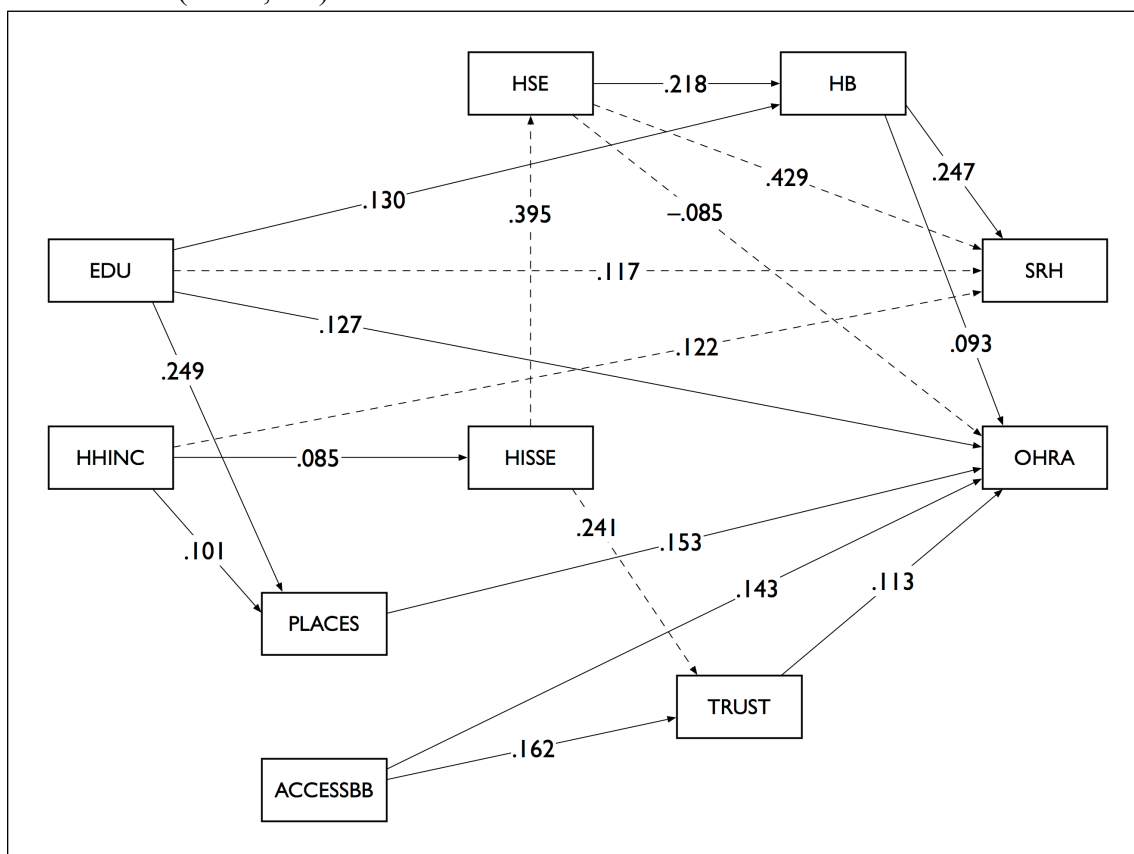 HSE
.218
HB
.130
.395
–.085
.429
.247
EDU
.117
SRH
.127
.249
.122
.093
HHINC
.085
HISSE
OHRA
.101
.241
.153
.143
.113
PLACES
TRUST
.162
ACCESSBB